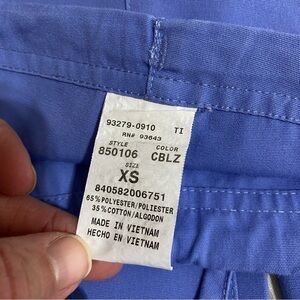 93279-0910 TI
RN# 93643
STYLE COLOR
850106 CBLZ
SIZE
XS
840582006751
65%POLYESTER/POLIESTER
35%COTTON/ALGODON
MADE IN VIETNAM
HECHO EN VIETNAM